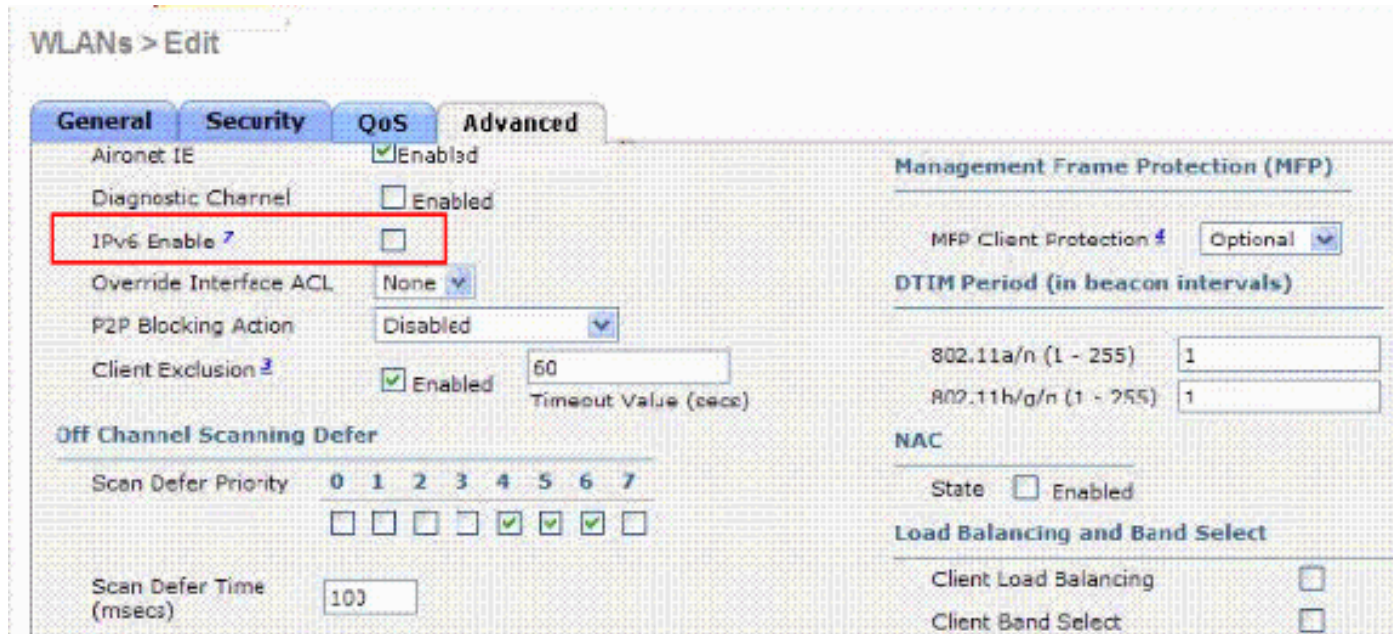 WLANs > Edit
General Security QoS Advanced
Aironet IE Enabled
Diagnostic Channel Enabled
IPv6 Enable 7
Override Interface ACL None
P2P Blocking Action Disabled
Client Exclusion 3 Enabled 60
Timeout Value (secs)
Off Channel Scanning Defer
Scan Defer Priority 0 1 2 3 4 5 6 7
Scan Defer Time
(msecs) 100
Management Frame Protection (MFP)
MFP Client Protection 4 Optional
DTIM Period (in beacon intervals)
802.11a/n (1 - 255) 1
802.11b/g/n (1 - 255) 1
NAC
State Enabled
Load Balancing and Band Select
Client Load Balancing
Client Band Select